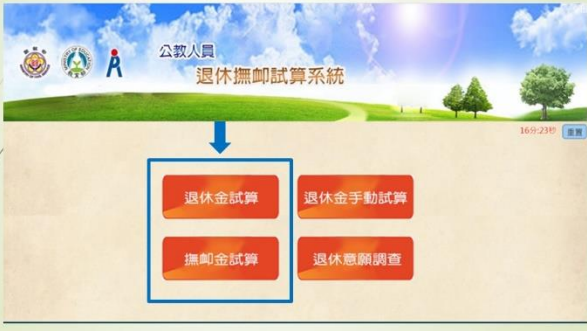 公教人員
退休撫卹試算系統
16分:23秒 重置
退休金試算 退休金手動試算
撫卹金試算 退休意願調查